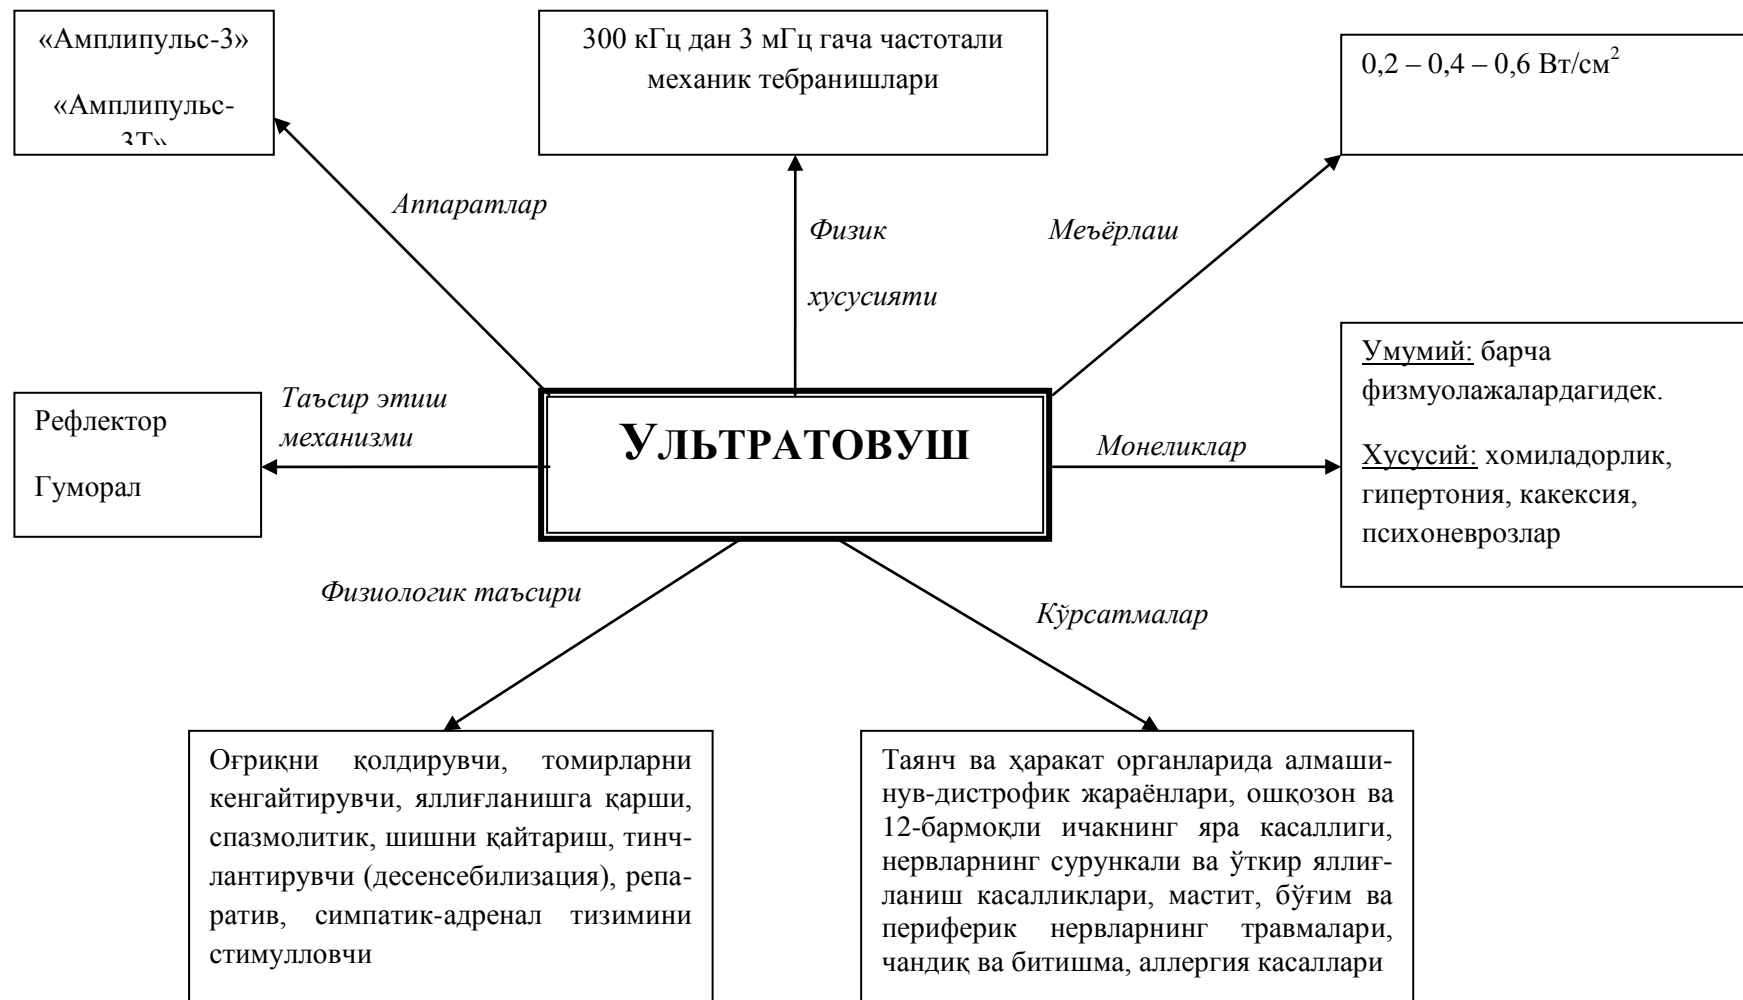 «Амплипульс-3»
«Амплипульс-
3Т»
300 кГц дан 3 мГц гача частотали
механик тебранишлари
0,2 – 0,4 – 0,6 Вт/см²
Аппаратлар
Физик
хусусияти
Меъёрлаш
Рефлектор
Гуморал
Таъсир этиш
механизми
УЛЬТРАТОВУШ
Монеликлар
Умумий: барча
физмуолажалардагидек.
Хусусий: хомиладорлик,
гипертония, какексия,
психоневрозлар
Физиологик таъсири
Кўрсатмалар
Оғриқни қолдирувчи, томирларни
кенгайтирувчи, яллиғланишга қарши,
спазмолитик, шишни қайтариш, тинч-
лантирувчи (десенсебилизация), репа-
ратив, симпатик-адренал тизимини
стимулловчи
Таянч ва ҳаракат органларида алмаши-
нув-дистрофик жараёнлари, ошқозон ва
12-бармоқли ичакнинг яра касаллиги,
нервларнинг сурункали ва ўткир яллиғ-
ланиш касалликлари, мастит, бўғим ва
периферик нервларнинг травмалари,
чандиқ ва битишма, аллергия касаллари